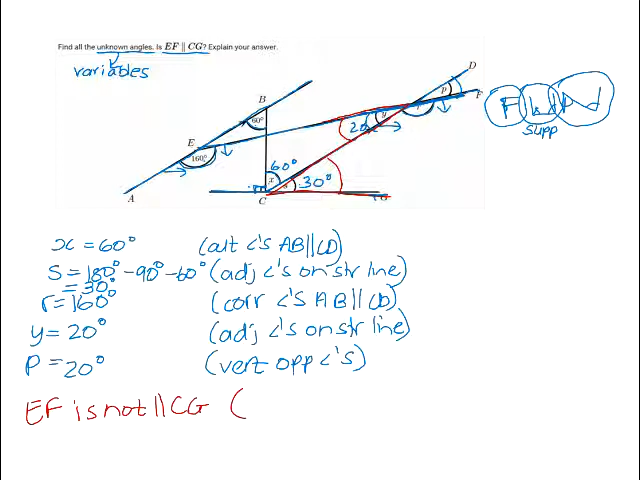 Find all the unknown angles. Is EF ∥ CG? Explain your answer.
variables
D
F
P
B
60°
20
y
E
160°
60°
x
s 30°
A
C
G
F U N
supp
x = 60° (alt ∠'s AB||CD)
S = 180° - 90° - 60° (adj ∠'s on str line)
= 30°
r = 160° (corr ∠'s AB||CD)
y = 20° (adj ∠'s on str line)
P = 20° (vert opp ∠'s)
EF is not || CG (